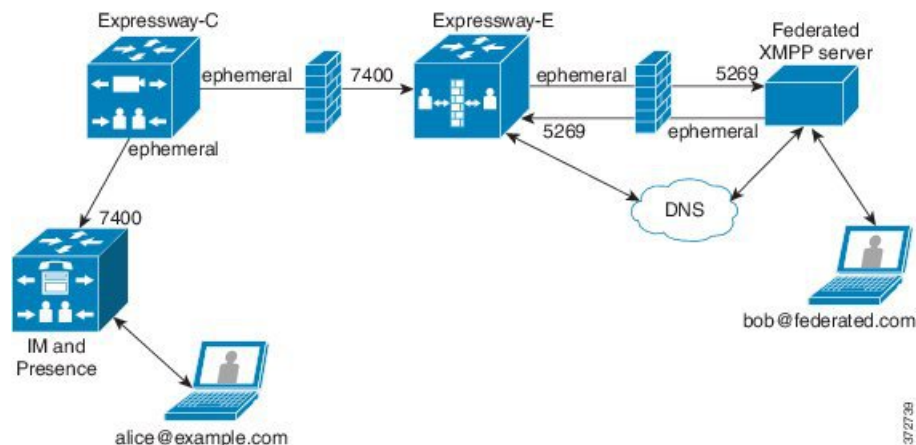 Expressway-C
Expressway-E
Federated
XMPP server
ephemeral
7400
ephemeral
5269
5269
ephemeral
ephemeral
DNS
7400
IM and
Presence
bob@federated.com
alice@example.com
372739